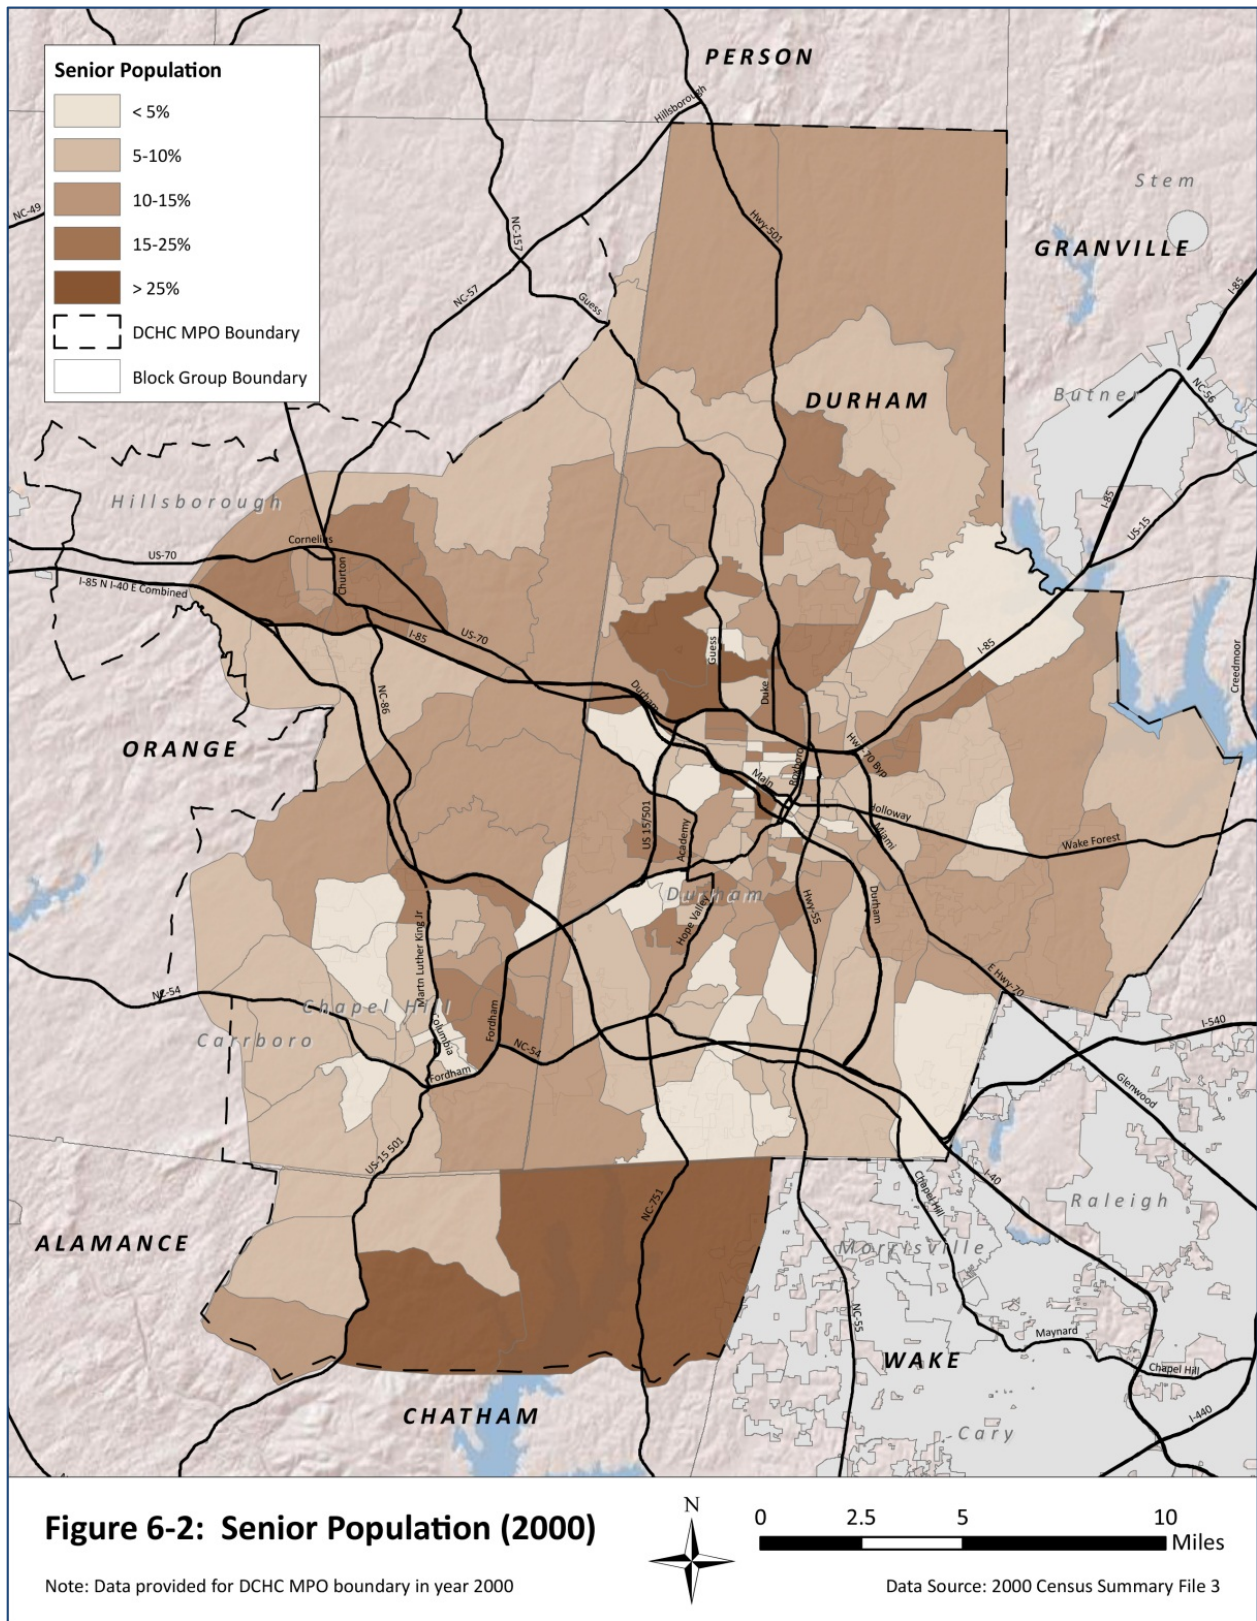 PERSON
Senior Population
< 5%
5-10%
10-15%
15-25%
> 25%
DCHC MPO Boundary
Block Group Boundary
Hillsborough
Stem
NC-49
NC-157
Hwy-501
GRANVILLE
I-85
NC-57
Guess
NC-56
Butner
DURHAM
I-85
US-15
Hillsborough
Cornelius
US-70
Churton
I-85 N I-40 E Combined
I-85
US-70
Guess
I-85
Creedmoor
NC-86
Durham
Duke
ORANGE
Hwy-70 Byp
Roxboro
Main
US 15/501
Academy
Holloway
Miami
Wake Forest
Durham
Hope Valley
Hwy-55
Durham
Martn Luther King Jr
E Hwy-70
NC-54
Chapel Hill
Columbia
Fordham
Carrboro
NC-54
Fordham
I-540
Glenwood
US-15 501
I-40
Chapel Hill
NC-751
Raleigh
ALAMANCE
Morrisville
NC-55
Maynard
WAKE
Chapel Hill
CHATHAM
I-440
Cary
Figure 6-2: Senior Population (2000)
N
0 2.5 5 10
Miles
Note: Data provided for DCHC MPO boundary in year 2000
Data Source: 2000 Census Summary File 3